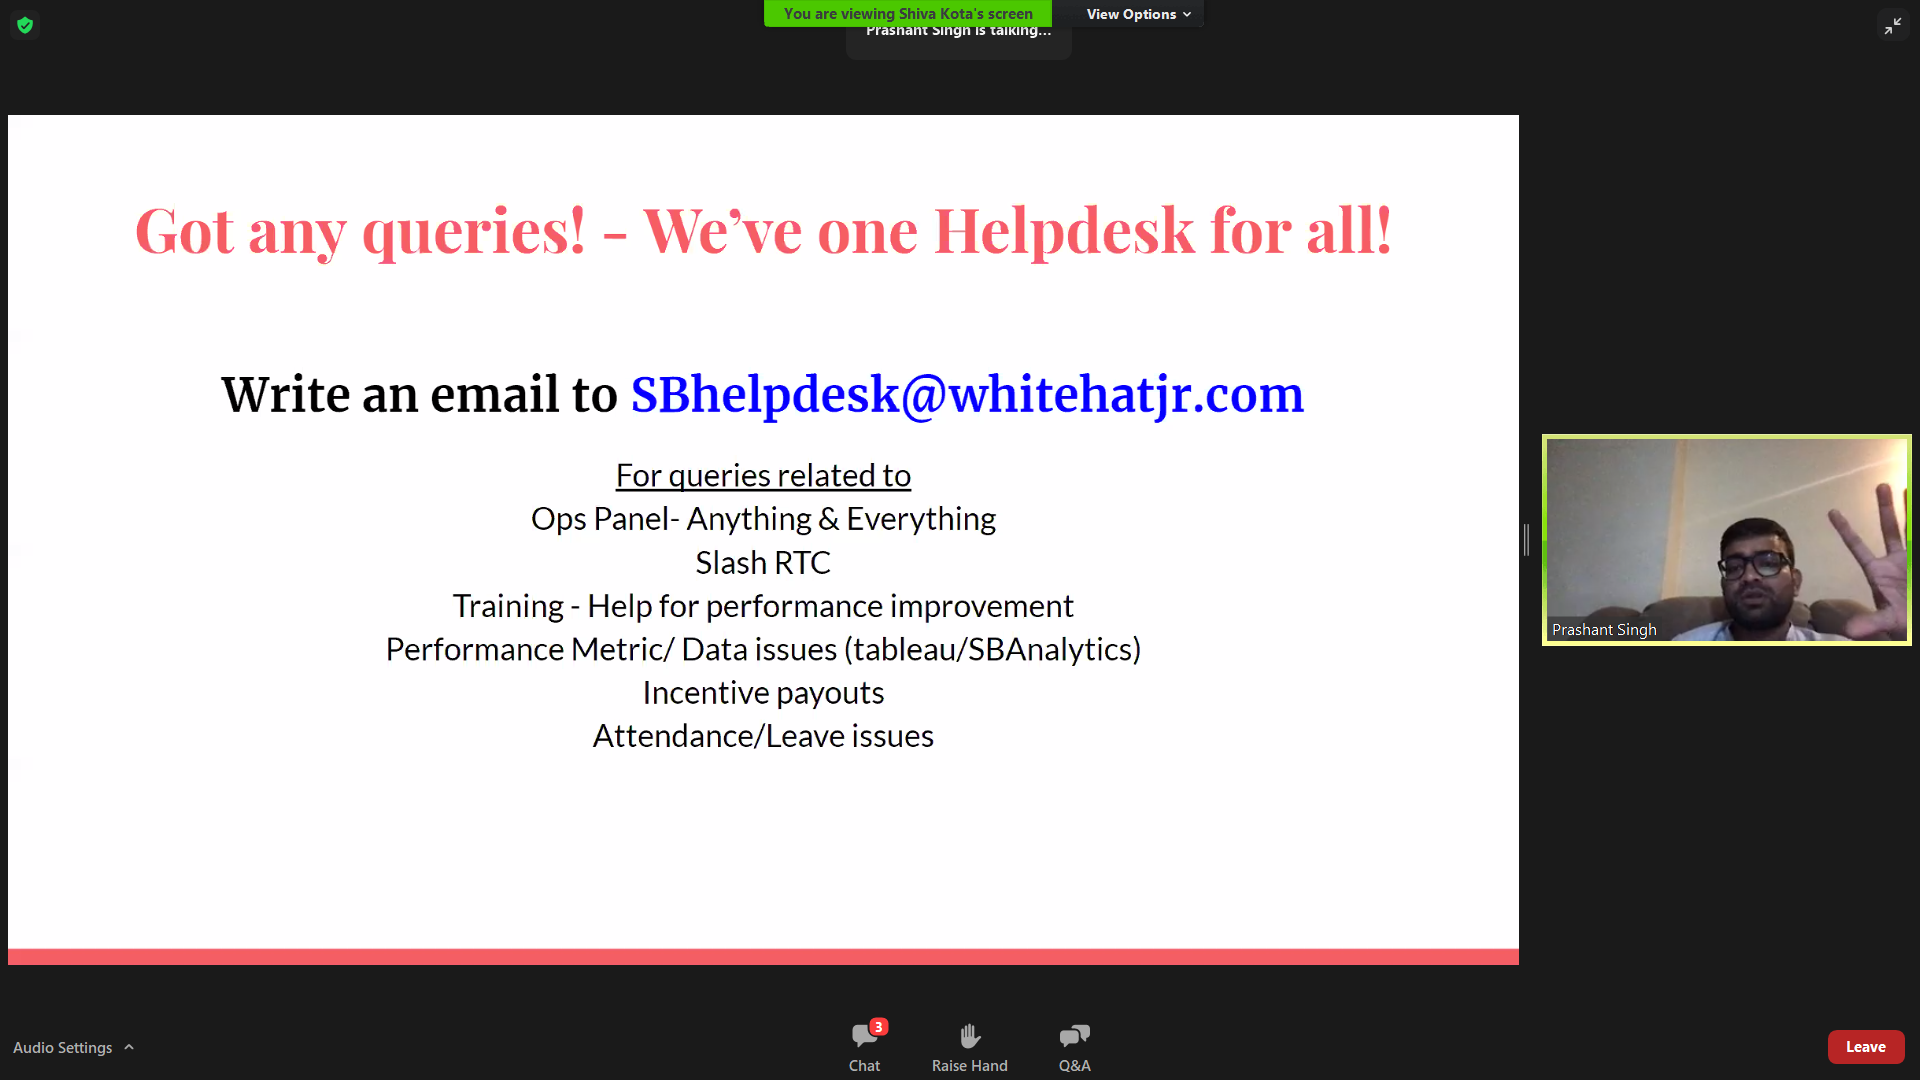 You are viewing Shiva Kota's screen
View Options
Prashant Singh is talking...
Got any queries! - We've one Helpdesk for all!
Write an email to SBhelpdesk@whitehatjr.com
For queries related to
Ops Panel- Anything & Everything
Slash RTC
Training - Help for performance improvement
Performance Metric/ Data issues (tableau/SBAnalytics)
Incentive payouts
Attendance/Leave issues
Prashant Singh
Audio Settings
3
Chat
Raise Hand
Q&A
Leave